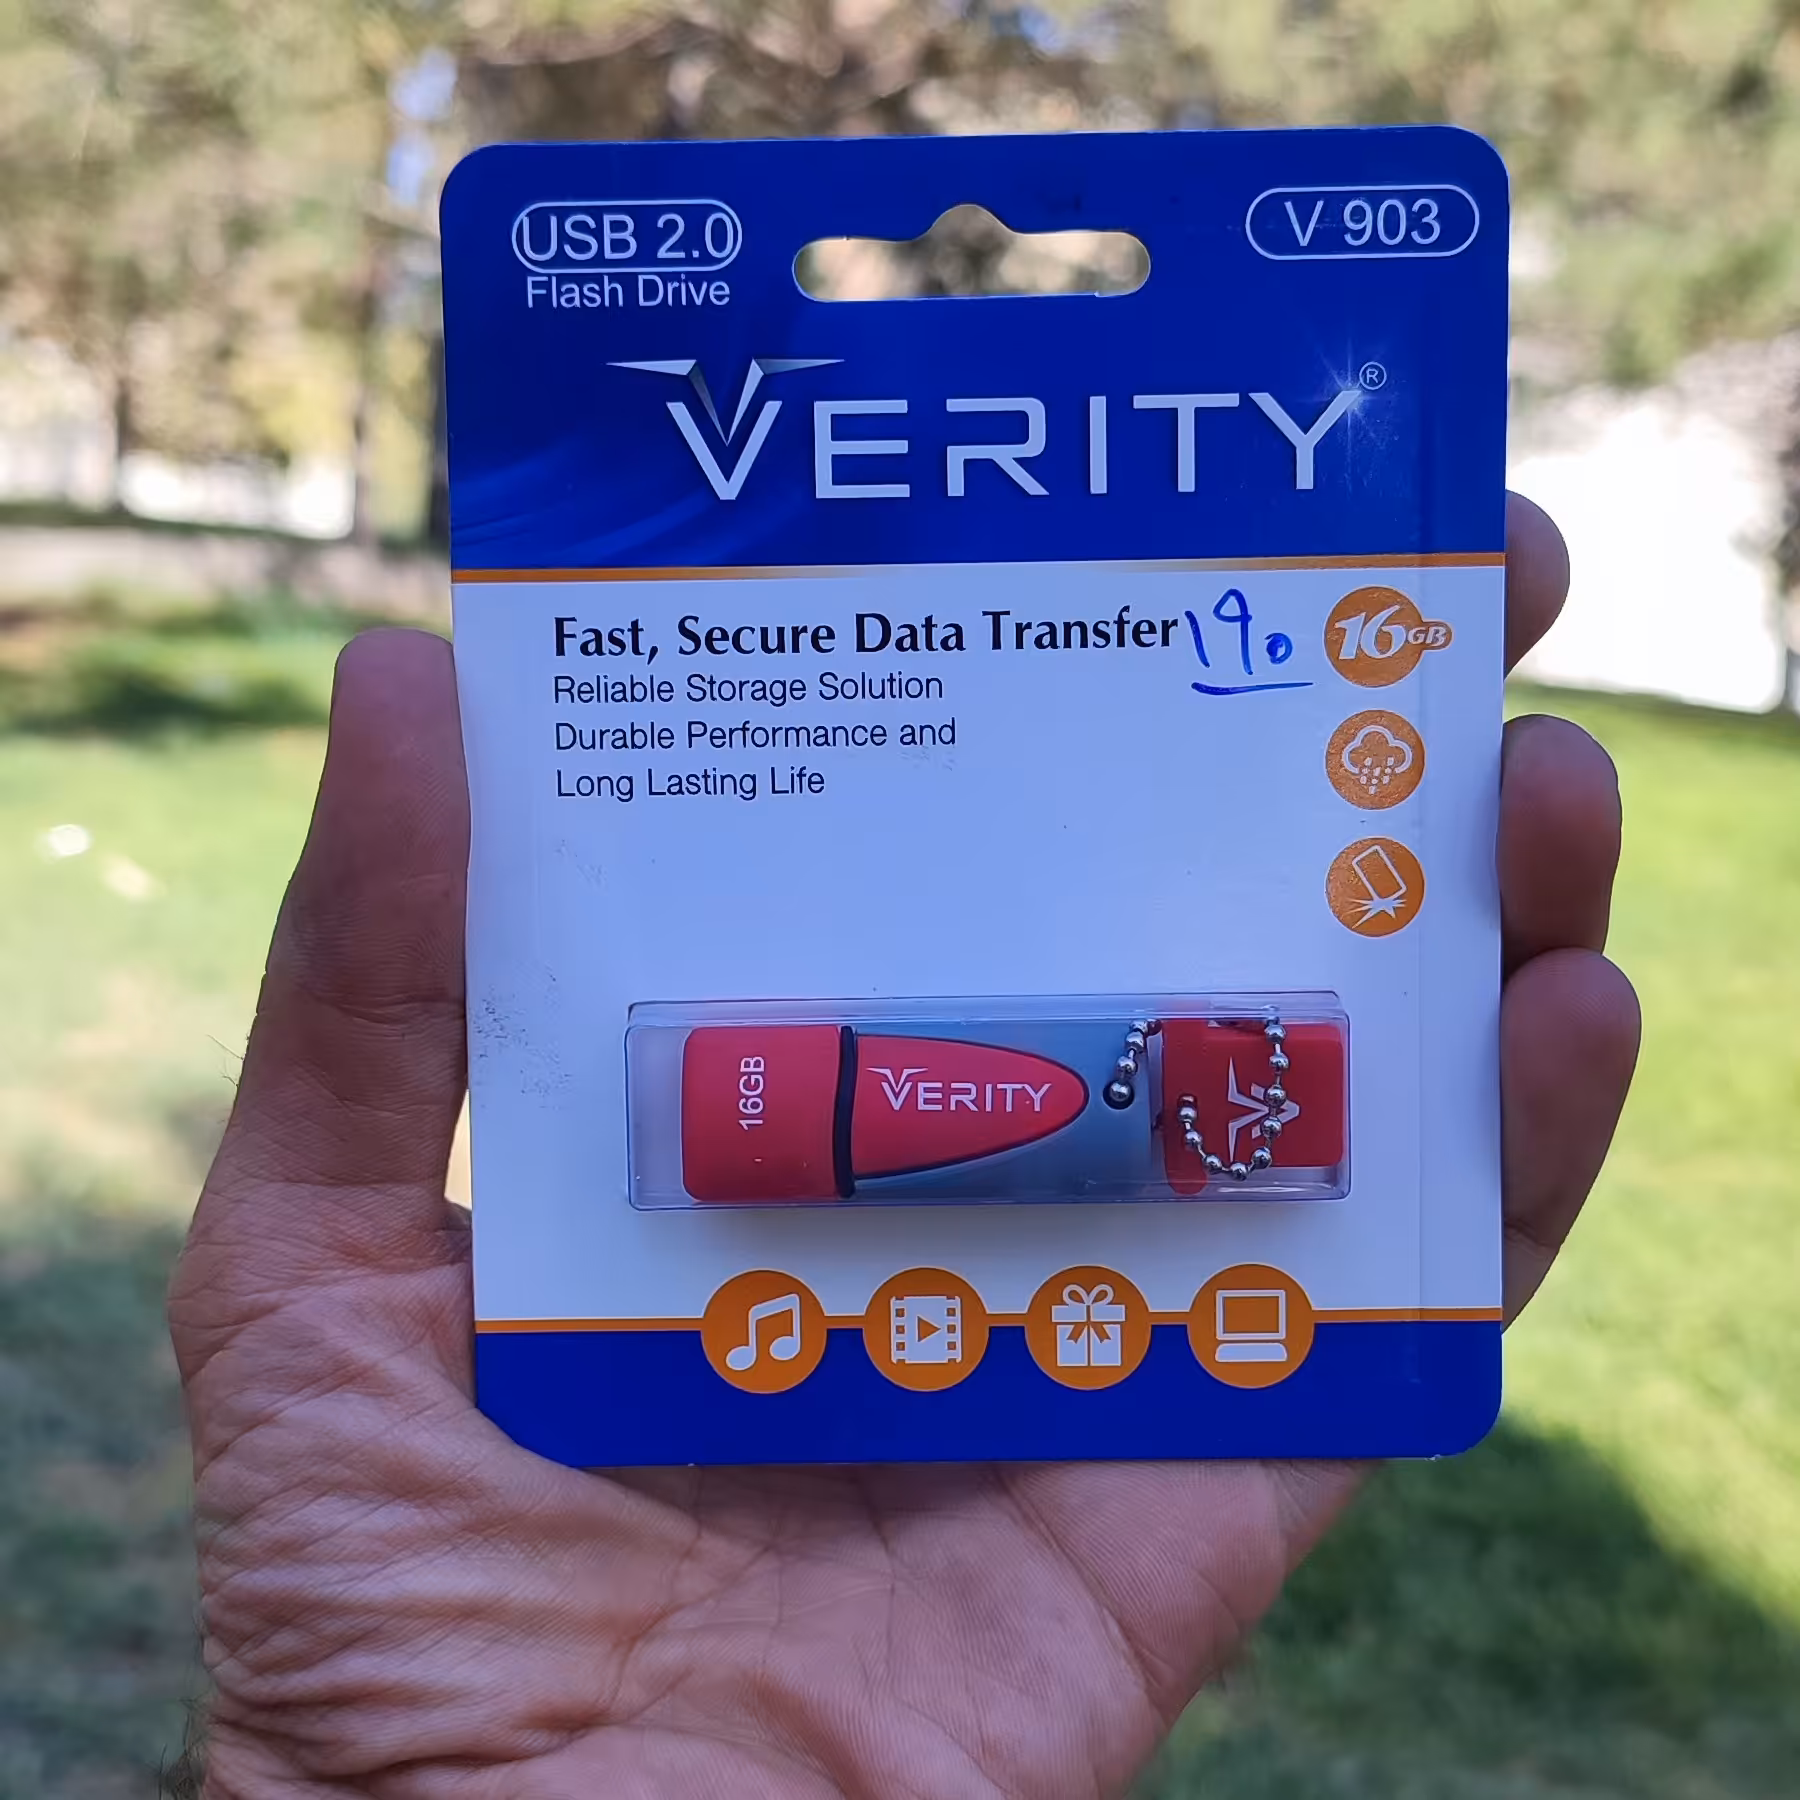 USB 2.0
Flash Drive
V 903
VERITY®
Fast, Secure Data Transfer
۱۹۰
16GB
Reliable Storage Solution
Durable Performance and
Long Lasting Life
16GB
VERITY